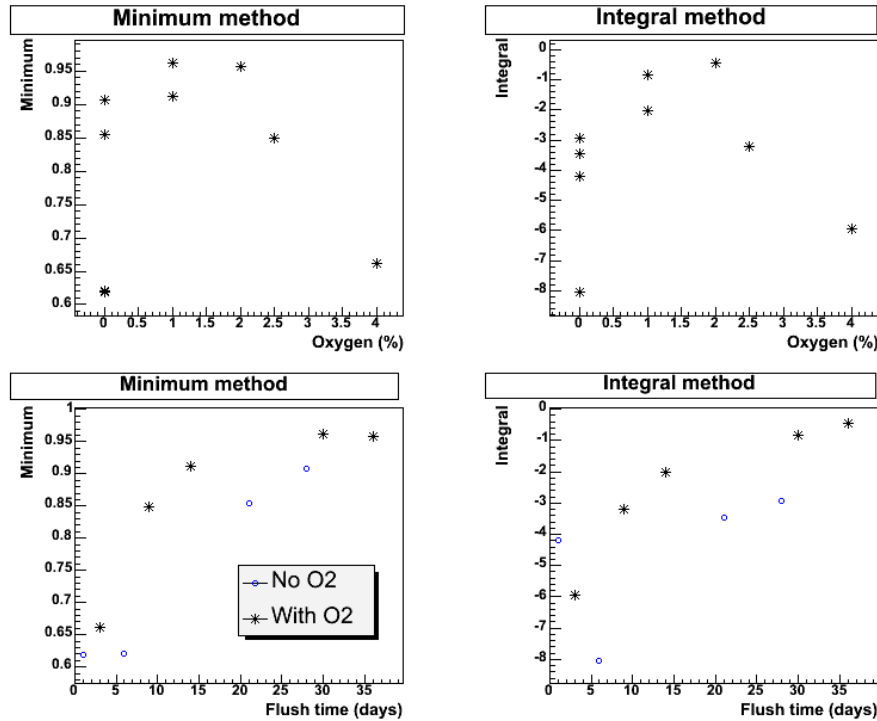 Minimum method
Minimum
0.95
0.9
0.85
0.8
0.75
0.7
0.65
0.6
0 0.5 1 1.5 2 2.5 3 3.5 4
Oxygen (%)
Integral method
Integral
0
-1
-2
-3
-4
-5
-6
-7
-8
0 0.5 1 1.5 2 2.5 3 3.5 4
Oxygen (%)
Minimum method
Minimum
1
0.95
0.9
0.85
0.8
0.75
0.7
0.65
0.6
0 5 10 15 20 25 30 35
Flush time (days)
No O2
With O2
Integral method
Integral
0
-1
-2
-3
-4
-5
-6
-7
-8
0 5 10 15 20 25 30 35
Flush time (days)